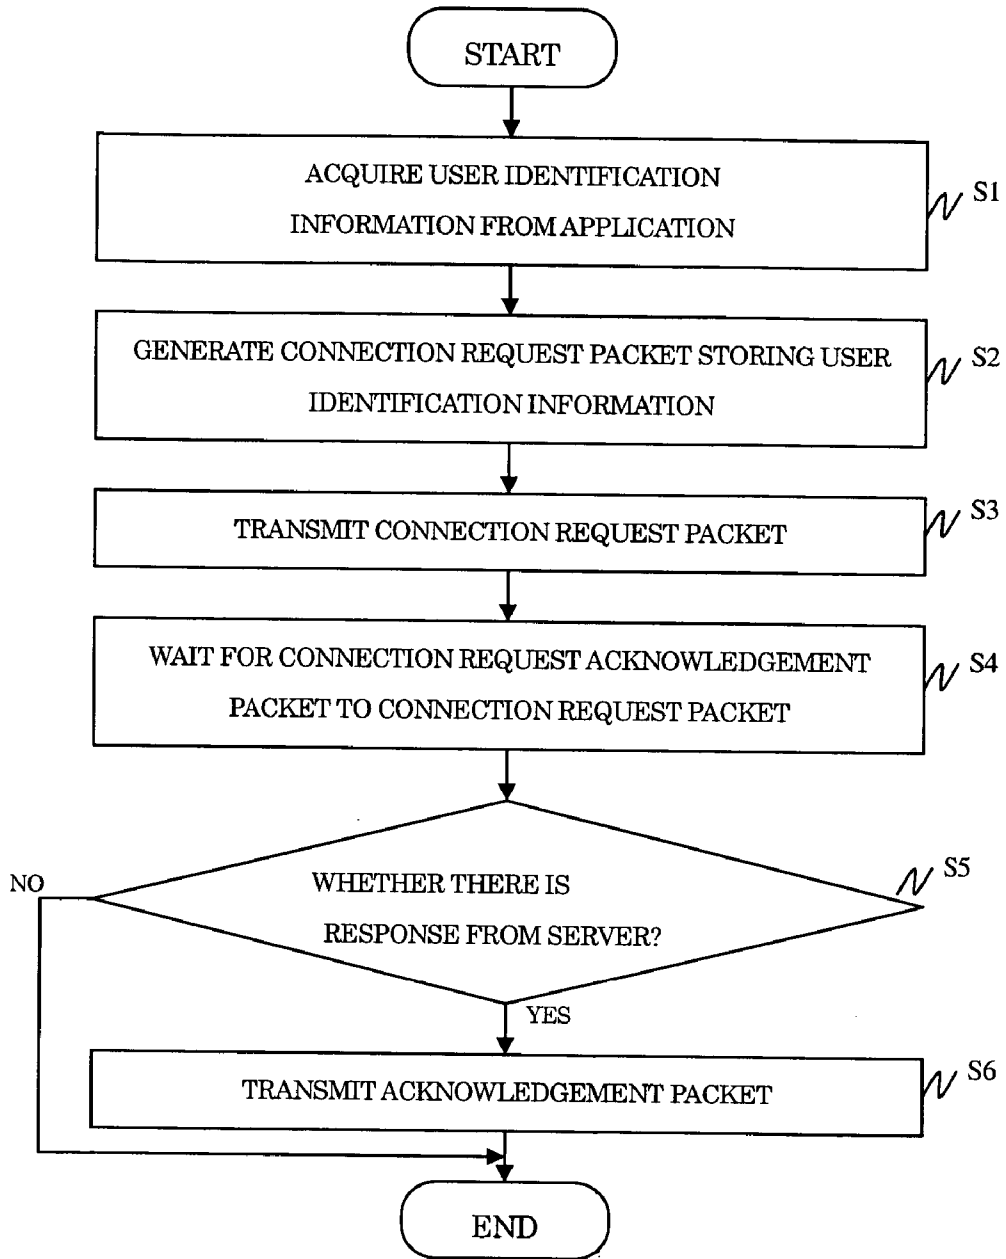 START
ACQUIRE USER IDENTIFICATION
INFORMATION FROM APPLICATION
S1
GENERATE CONNECTION REQUEST PACKET STORING USER
IDENTIFICATION INFORMATION
S2
TRANSMIT CONNECTION REQUEST PACKET
S3
WAIT FOR CONNECTION REQUEST ACKNOWLEDGEMENT
PACKET TO CONNECTION REQUEST PACKET
S4
NO
WHETHER THERE IS
RESPONSE FROM SERVER?
S5
YES
TRANSMIT ACKNOWLEDGEMENT PACKET
S6
END